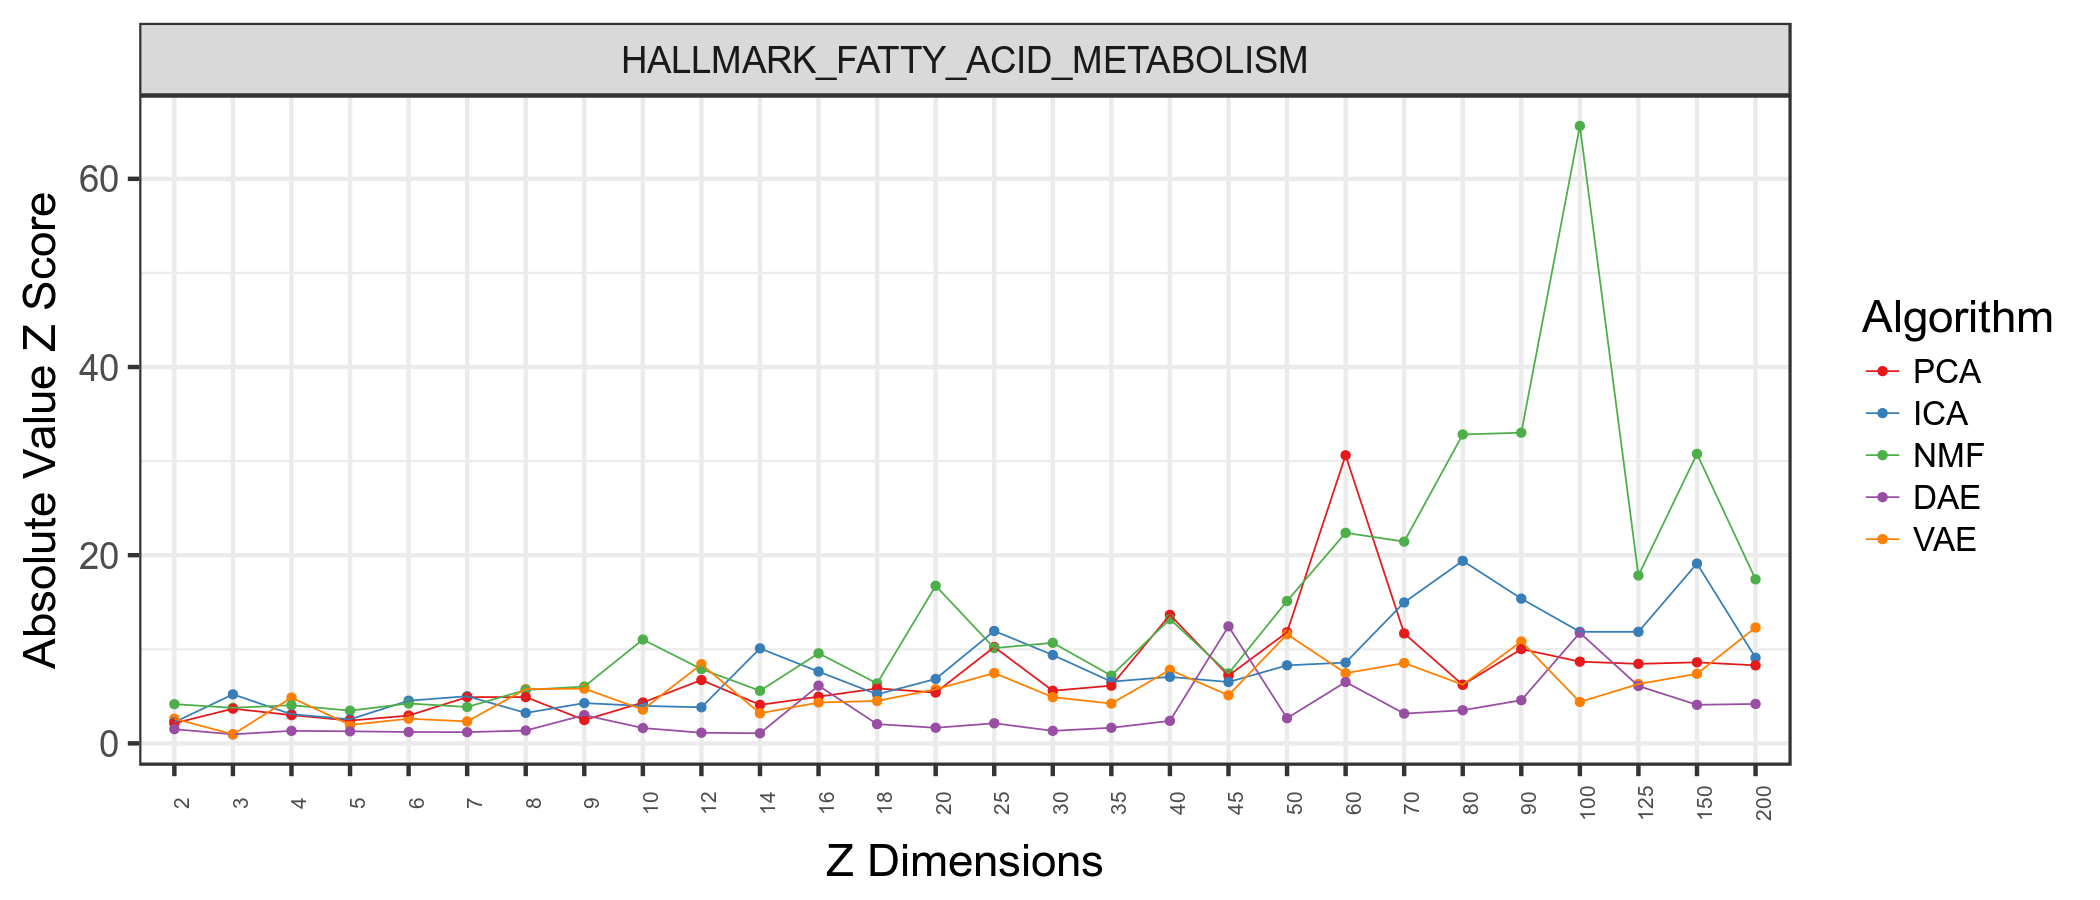 HALLMARK_FATTY_ACID_METABOLISM
Absolute Value Z Score
60
40
20
0
2 3 4 5 6 7 8 9 10 12 14 16 18 20 25 30 35 40 45 50 60 70 80 90 100 125 150 200
Z Dimensions
Algorithm
PCA
ICA
NMF
DAE
VAE